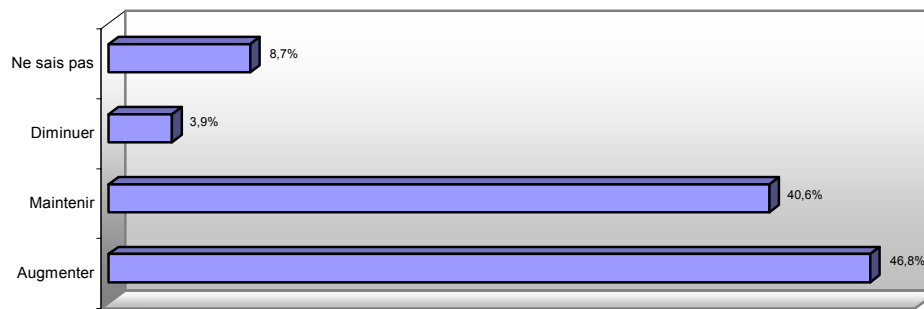 Ne sais pas 8,7%
Diminuer 3,9%
Maintenir 40,6%
Augmenter 46,8%